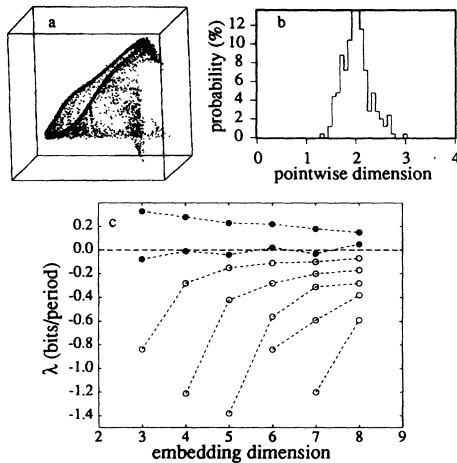 a
b
probability (%)
12
10
8
6
4
2
0
0 1 2 3 4
pointwise dimension
c
λ (bits/period)
0.2
0.0
-0.2
-0.4
-0.6
-0.8
-1.0
-1.2
-1.4
2 3 4 5 6 7 8 9
embedding dimension